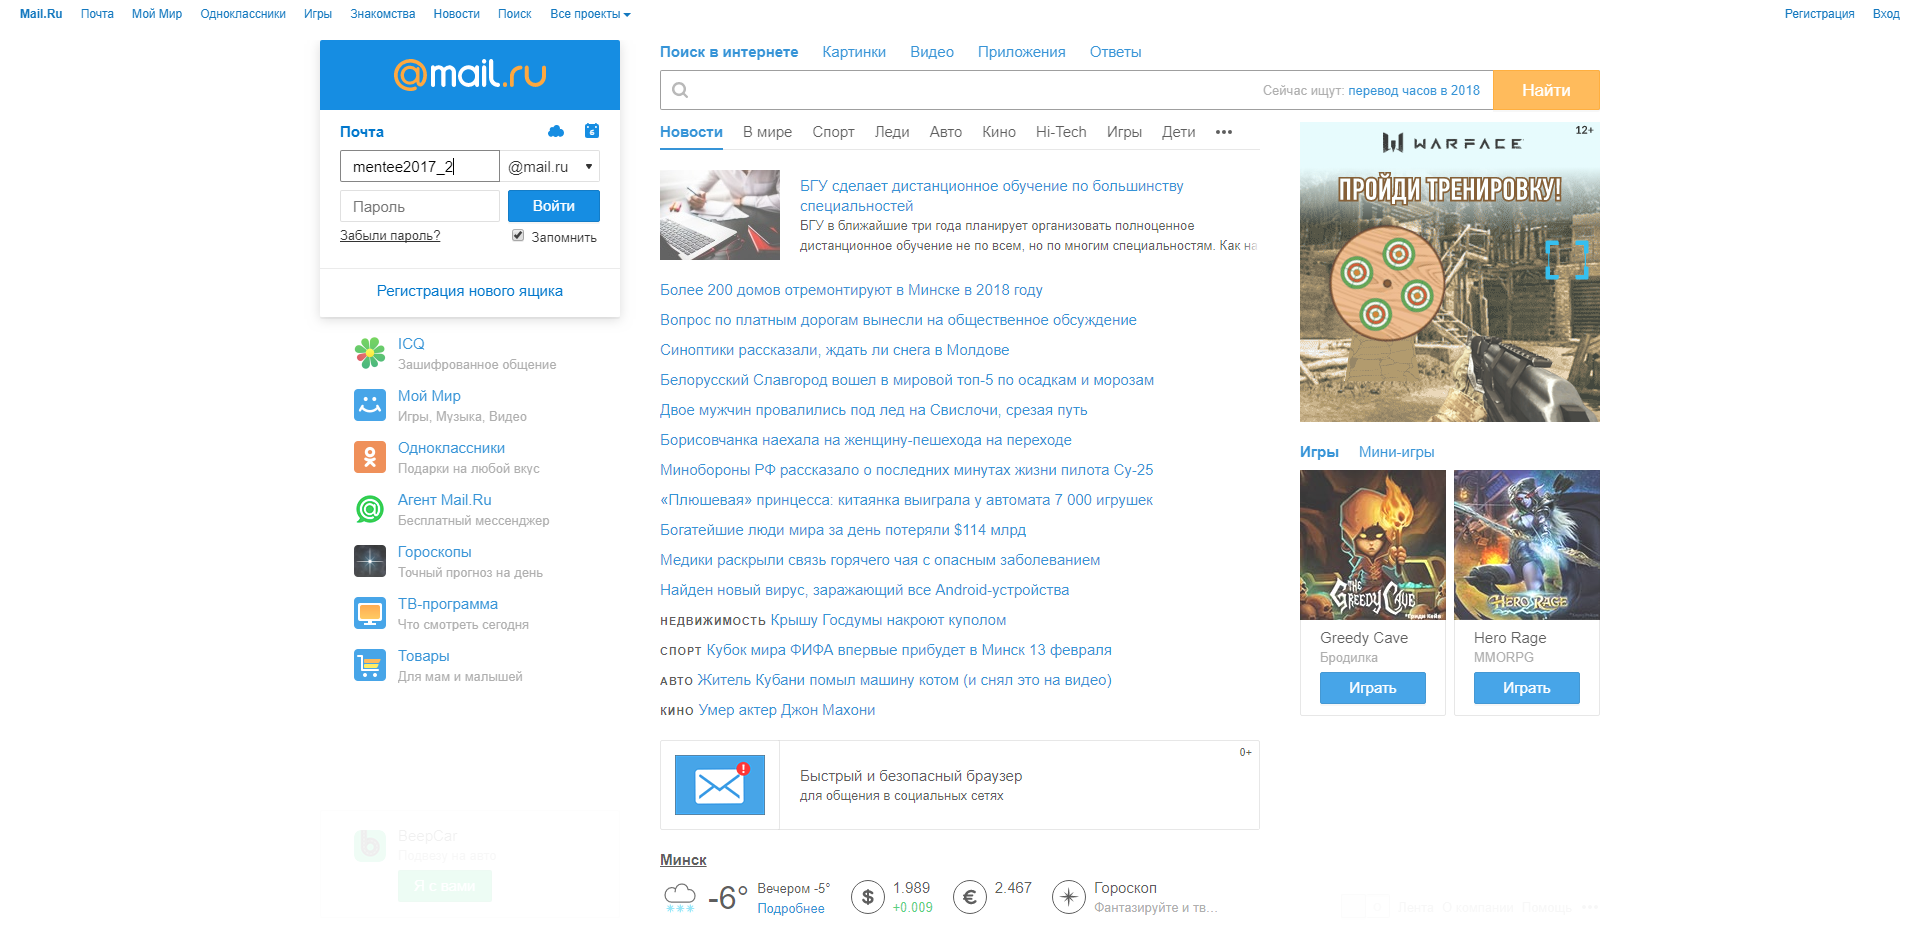 Mail.Ru Почта Мой Мир Одноклассники Игры Знакомства Новости Поиск Все проекты Регистрация Вход
@mail.ru
Почта
6
mentee2017_2 @mail.ru
Пароль Войти
Забыли пароль? Запомнить
Регистрация нового ящика
ICQ
Зашифрованное общение
Мой Мир
Игры, Музыка, Видео
Одноклассники
Подарки на любой вкус
Агент Mail.Ru
Бесплатный мессенджер
Гороскопы
Точный прогноз на день
ТВ-программа
Что смотреть сегодня
Товары
Для мам и малышей
BeepCar
Подвезу на авто
Я с вами
Поиск в интернете Картинки Видео Приложения Ответы
Сейчас ищут: перевод часов в 2018 Найти
Новости В мире Спорт Леди Авто Кино Hi-Tech Игры Дети •••
БГУ сделает дистанционное обучение по большинству
специальностей
БГУ в ближайшие три года планирует организовать полноценное
дистанционное обучение не по всем, но по многим специальностям. Как на
Более 200 домов отремонтируют в Минске в 2018 году
Вопрос по платным дорогам вынесли на общественное обсуждение
Синоптики рассказали, ждать ли снега в Молдове
Белорусский Славгород вошел в мировой топ-5 по осадкам и морозам
Двое мужчин провалились под лед на Свислочи, срезая путь
Борисовчанка наехала на женщину-пешехода на переходе
Минобороны РФ рассказало о последних минутах жизни пилота Су-25
«Плюшевая» принцесса: китаянка выиграла у автомата 7 000 игрушек
Богатейшие люди мира за день потеряли $114 млрд
Медики раскрыли связь горячего чая с опасным заболеванием
Найден новый вирус, заражающий все Android-устройства
НЕДВИЖИМОСТЬ Крышу Госдумы накроют куполом
СПОРТ Кубок мира ФИФА впервые прибудет в Минск 13 февраля
АВТО Житель Кубани помыл машину котом (и снял это на видео)
КИНО Умер актер Джон Махони
0+
Быстрый и безопасный браузер
для общения в социальных сетях
Минск
-6° Вечером -5° $ 1.989 € 2.467 Гороскоп
Подробнее +0.009 Фантазируйте и тв...
12+
WARFACE
ПРОЙДИ ТРЕНИРОВКУ!
Игры Мини-игры
THE GREEDY CAVE
HERO RAGE
Greedy Cave
Бродилка
Играть
Hero Rage
MMORPG
Играть
Лента О компании Помощь •••